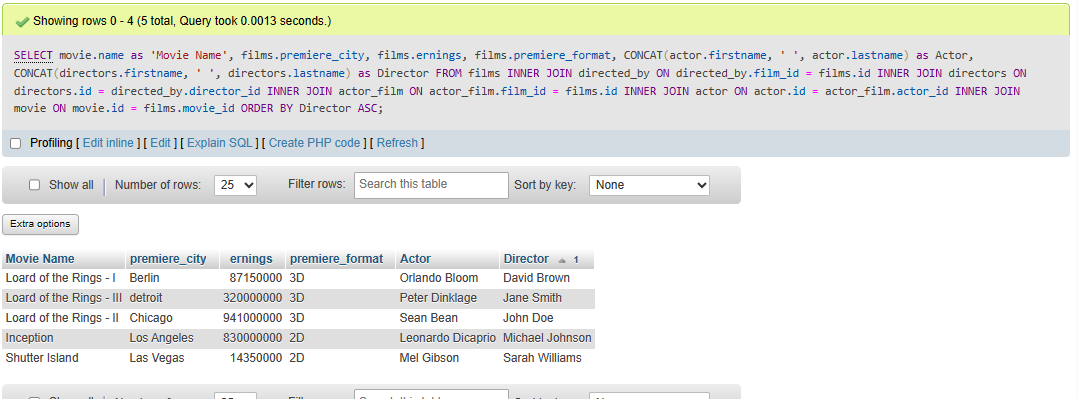 Showing rows 0 - 4 (5 total, Query took 0.0013 seconds.)
SELECT movie.name as 'Movie Name', films.premiere_city, films.ernings, films.premiere_format, CONCAT(actor.firstname, ' ', actor.lastname) as Actor,
CONCAT(directors.firstname, ' ', directors.lastname) as Director FROM films INNER JOIN directed_by ON directed_by.film_id = films.id INNER JOIN directors ON
directors.id = directed_by.director_id INNER JOIN actor_film ON actor_film.film_id = films.id INNER JOIN actor ON actor.id = actor_film.actor_id INNER JOIN
movie ON movie.id = films.movie_id ORDER BY Director ASC;
Profiling [ Edit inline ] [ Edit ] [ Explain SQL ] [ Create PHP code ] [ Refresh ]
Show all Number of rows: 25 Filter rows: Search this table Sort by key: None
Extra options
Movie Name premiere_city ernings premiere_format Actor Director 1
Loard of the Rings - I Berlin 87150000 3D Orlando Bloom David Brown
Loard of the Rings - III detroit 320000000 3D Peter Dinklage Jane Smith
Loard of the Rings - II Chicago 941000000 3D Sean Bean John Doe
Inception Los Angeles 830000000 2D Leonardo Dicaprio Michael Johnson
Shutter Island Las Vegas 14350000 2D Mel Gibson Sarah Williams